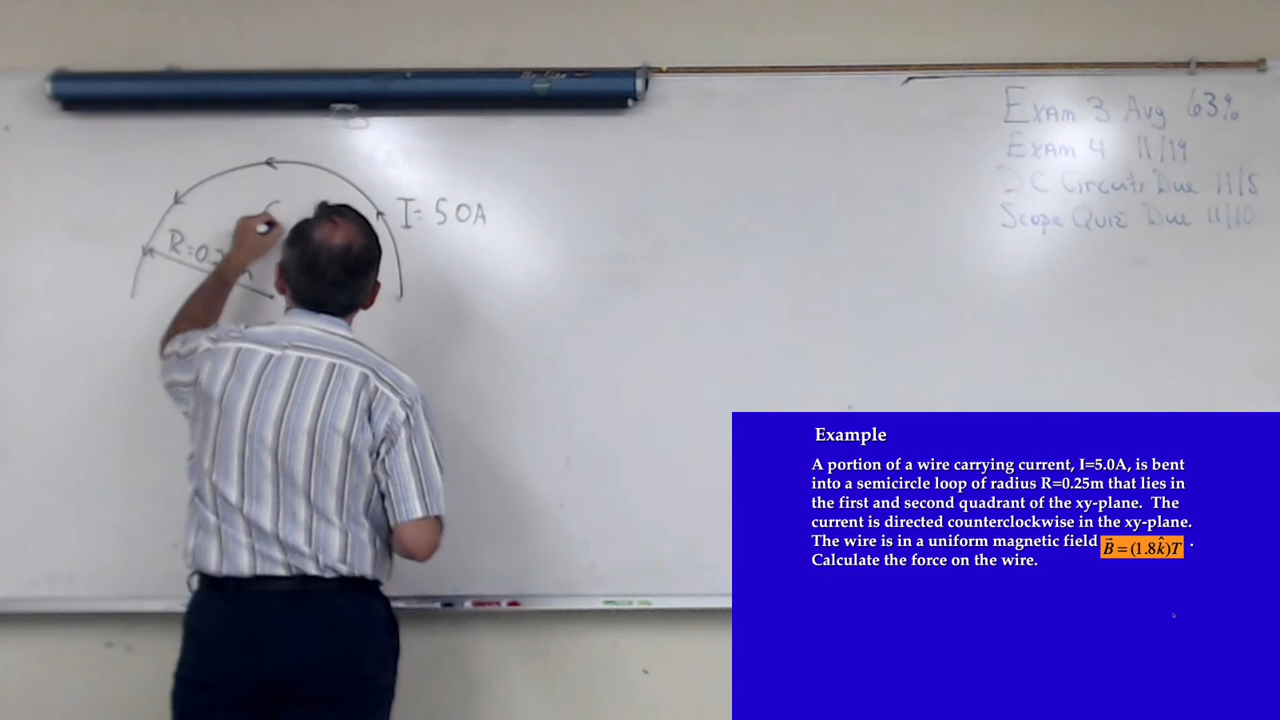 Exam 3 Avg 63%
Exam 4 11/19
DC Circuits Due 11/5
Scope Quiz Due 11/10
I= 5.0A
R=0.2
Example
A portion of a wire carrying current, I=5.0A, is bent
into a semicircle loop of radius R=0.25m that lies in
the first and second quadrant of the xy-plane. The
current is directed counterclockwise in the xy-plane.
The wire is in a uniform magnetic field B⃗ = (1.8k̂)T .
Calculate the force on the wire.